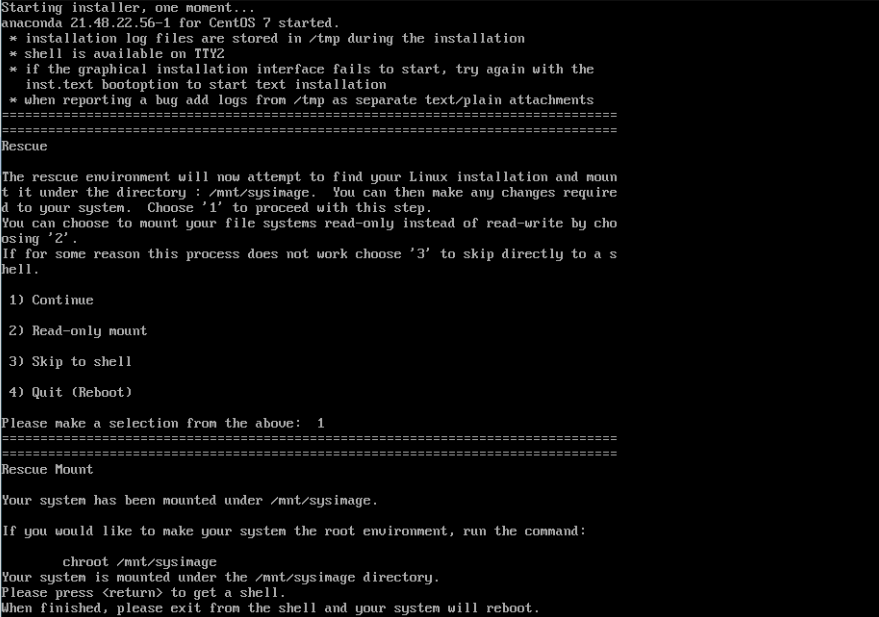 Starting installer, one moment...
anaconda 21.48.22.56-1 for CentOS 7 started.
 * installation log files are stored in /tmp during the installation
 * shell is available on TTY2
 * if the graphical installation interface fails to start, try again with the
   inst.text bootoption to start text installation
 * when reporting a bug add logs from /tmp as separate text/plain attachments
================================================================================
================================================================================
Rescue

The rescue environment will now attempt to find your Linux installation and moun
t it under the directory : /mnt/sysimage.  You can then make any changes require
d to your system.  Choose '1' to proceed with this step.
You can choose to mount your file systems read-only instead of read-write by cho
osing '2'.
If for some reason this process does not work choose '3' to skip directly to a s
hell.

 1) Continue

 2) Read-only mount

 3) Skip to shell

 4) Quit (Reboot)

Please make a selection from the above:  1
================================================================================
================================================================================
Rescue Mount

Your system has been mounted under /mnt/sysimage.

If you would like to make your system the root environment, run the command:

        chroot /mnt/sysimage
Your system is mounted under the /mnt/sysimage directory.
Please press <return> to get a shell.
When finished, please exit from the shell and your system will reboot.